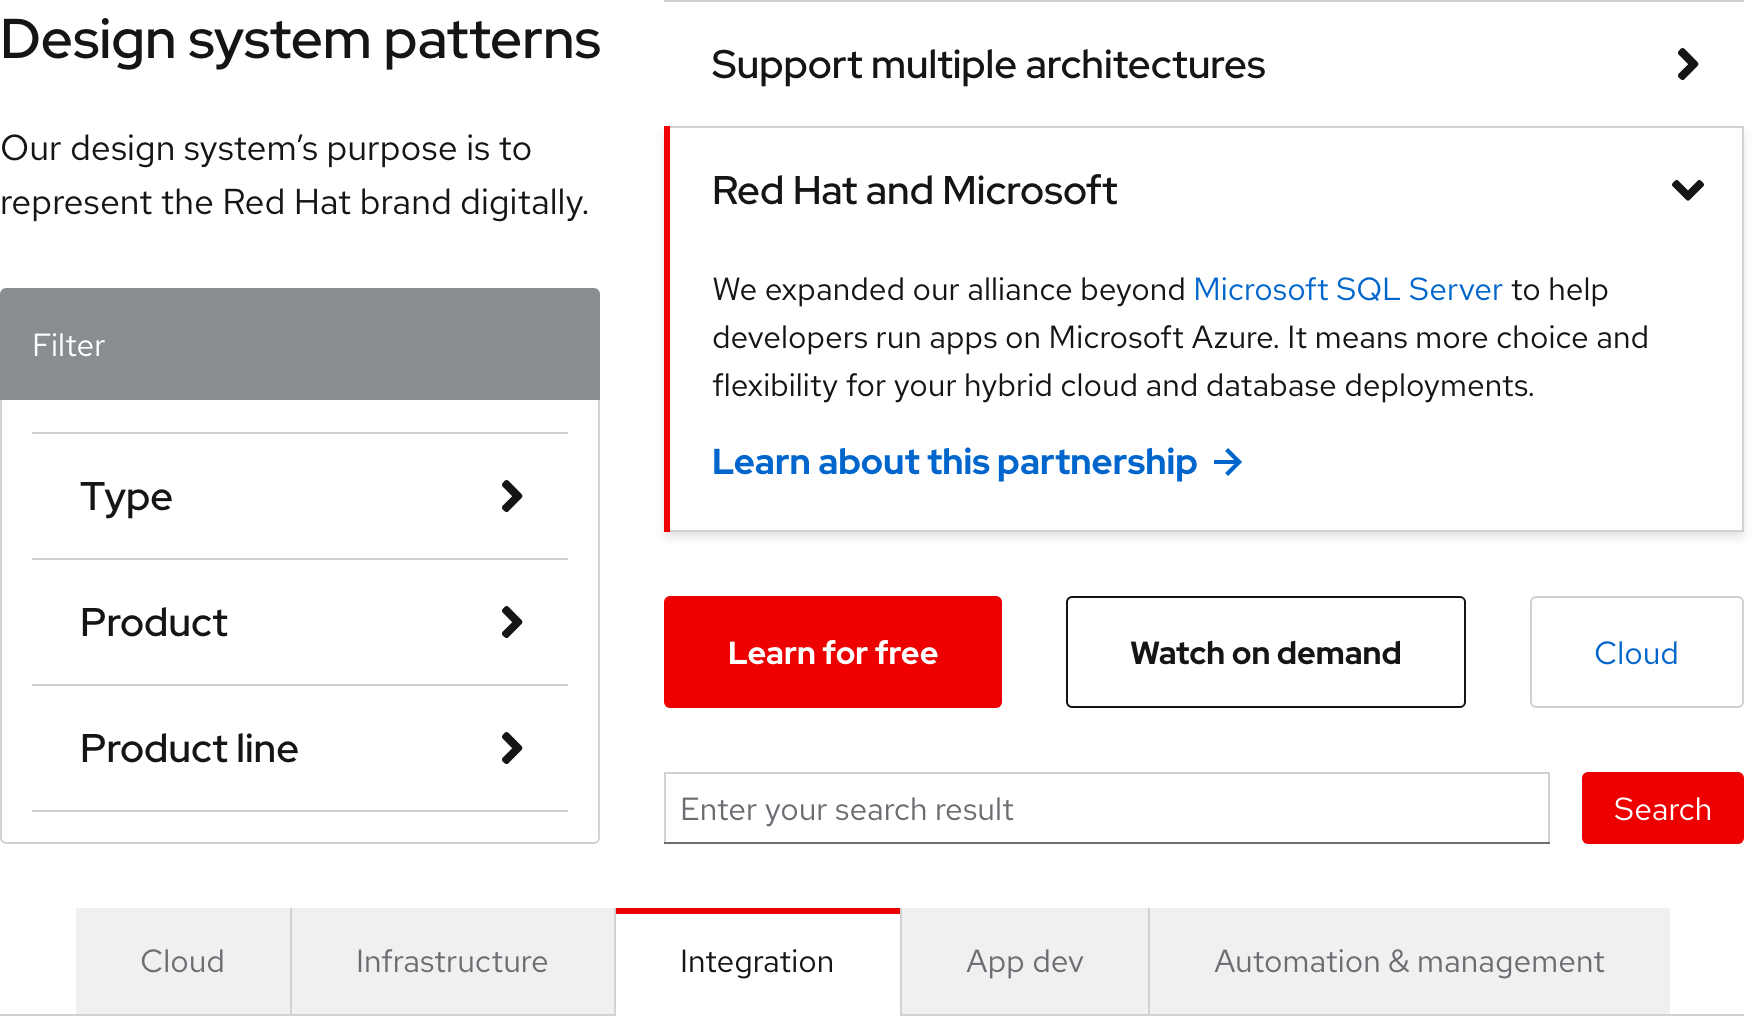 Design system patterns
Our design system’s purpose is to
represent the Red Hat brand digitally.
Filter
Type
Product
Product line
Support multiple architectures
Red Hat and Microsoft
We expanded our alliance beyond Microsoft SQL Server to help
developers run apps on Microsoft Azure. It means more choice and
flexibility for your hybrid cloud and database deployments.
Learn about this partnership →
Learn for free
Watch on demand
Cloud
Enter your search result
Search
Cloud
Infrastructure
Integration
App dev
Automation & management